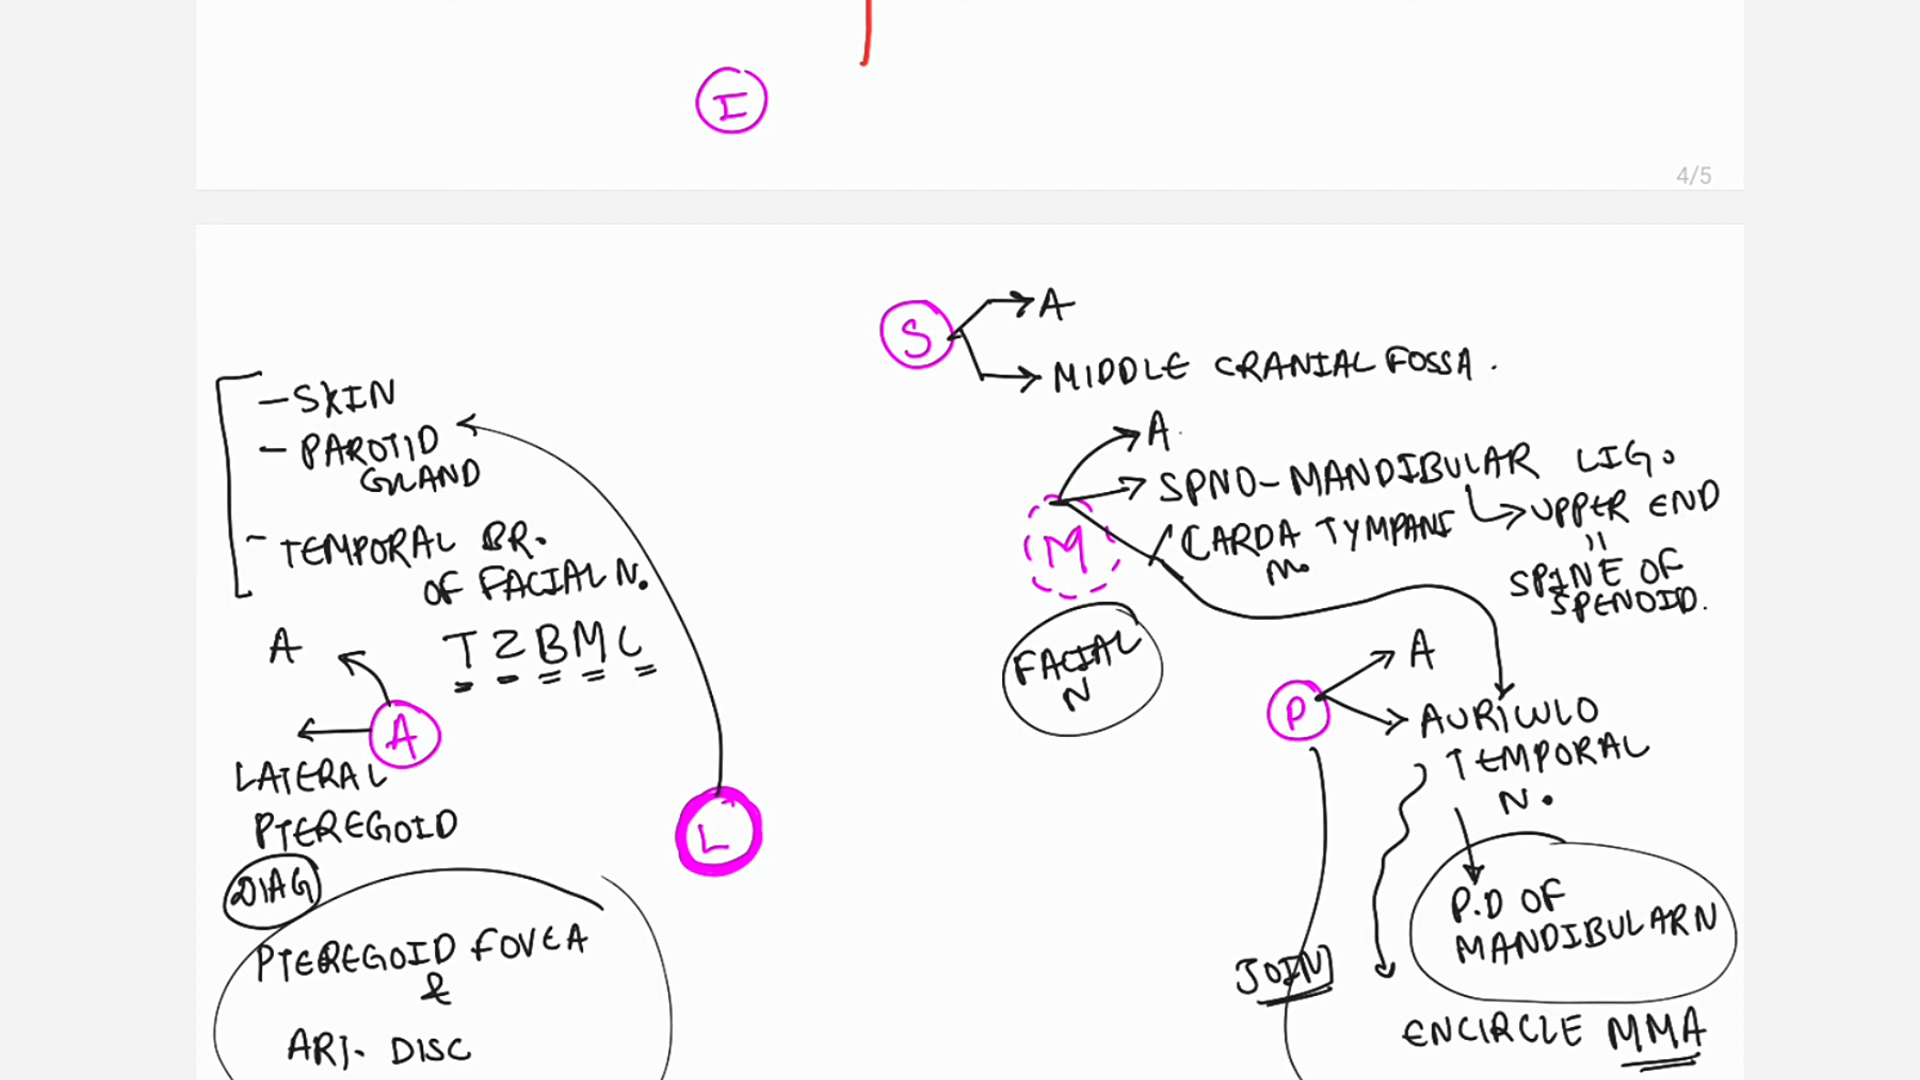 I
4/5
S
A
MIDDLE CRANIAL FOSSA.
- SKIN
- PAROTID
GLAND
- TEMPORAL BR.
OF FACIAL N.
T Z B M C
A
A
LATERAL
PTEREGOID
DIAG
PTEREGOID FOVEA
&
ART. DISC
L
A
SPNO-MANDIBULAR LIG.
UPPER END
=
SPINE OF
SPENOID.
M
CARDA TYMPANI
N.
FACIAL
N
P
A
AURICULO
TEMPORAL
N.
P.D OF
MANDIBULAR N
JOIN
ENCIRCLE MMA